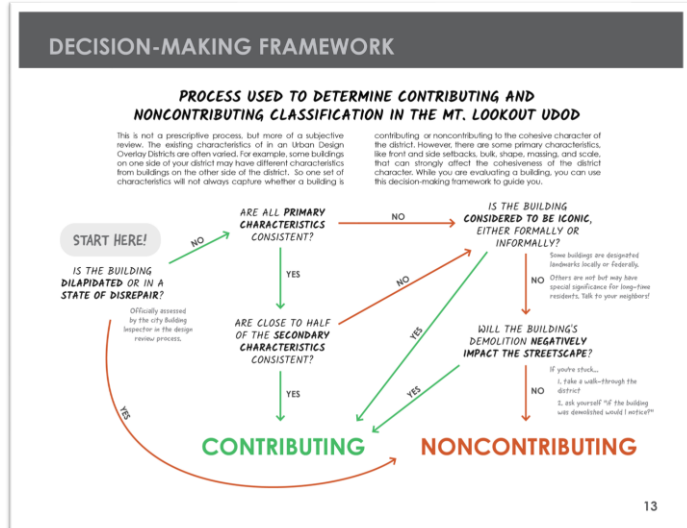 DECISION-MAKING FRAMEWORK
PROCESS USED TO DETERMINE CONTRIBUTING AND
NONCONTRIBUTING CLASSIFICATION IN THE MT. LOOKOUT UDOD
This is not a prescriptive process, but more of a subjective
review. The existing characteristics of in an Urban Design
Overlay Districts are often varied. For example, some buildings
on one side of your district may have different characteristics
from buildings on the other side of the district. So one set of
characteristics will not always capture whether a building is
contributing or noncontributing to the cohesive character of
the district. However, there are some primary characteristics,
like front and side setbacks, bulk, shape, massing, and scale,
that can strongly affect the cohesiveness of the district
character. While you are evaluating a building, you can use
this decision-making framework to guide you.
START HERE!
IS THE BUILDING
DILAPIDATED OR IN A
STATE OF DISREPAIR?
Officially assessed
by the city Building
Inspector in the design
review process.
NO
YES
ARE ALL PRIMARY
CHARACTERISTICS
CONSISTENT?
NO
YES
ARE CLOSE TO HALF
OF THE SECONDARY
CHARACTERISTICS
CONSISTENT?
NO
YES
IS THE BUILDING
CONSIDERED TO BE ICONIC,
EITHER FORMALLY OR
INFORMALLY?
Some buildings are designated
landmarks locally or federally.
Others are not but may have
special significance for long-time
residents. Talk to your neighbors!
NO
YES
WILL THE BUILDING'S
DEMOLITION NEGATIVELY
IMPACT THE STREETSCAPE?
If you're stuck...
1. take a walk-through the
district
2. ask yourself "if the building
was demolished would I notice?"
YES
NO
CONTRIBUTING
NONCONTRIBUTING
13